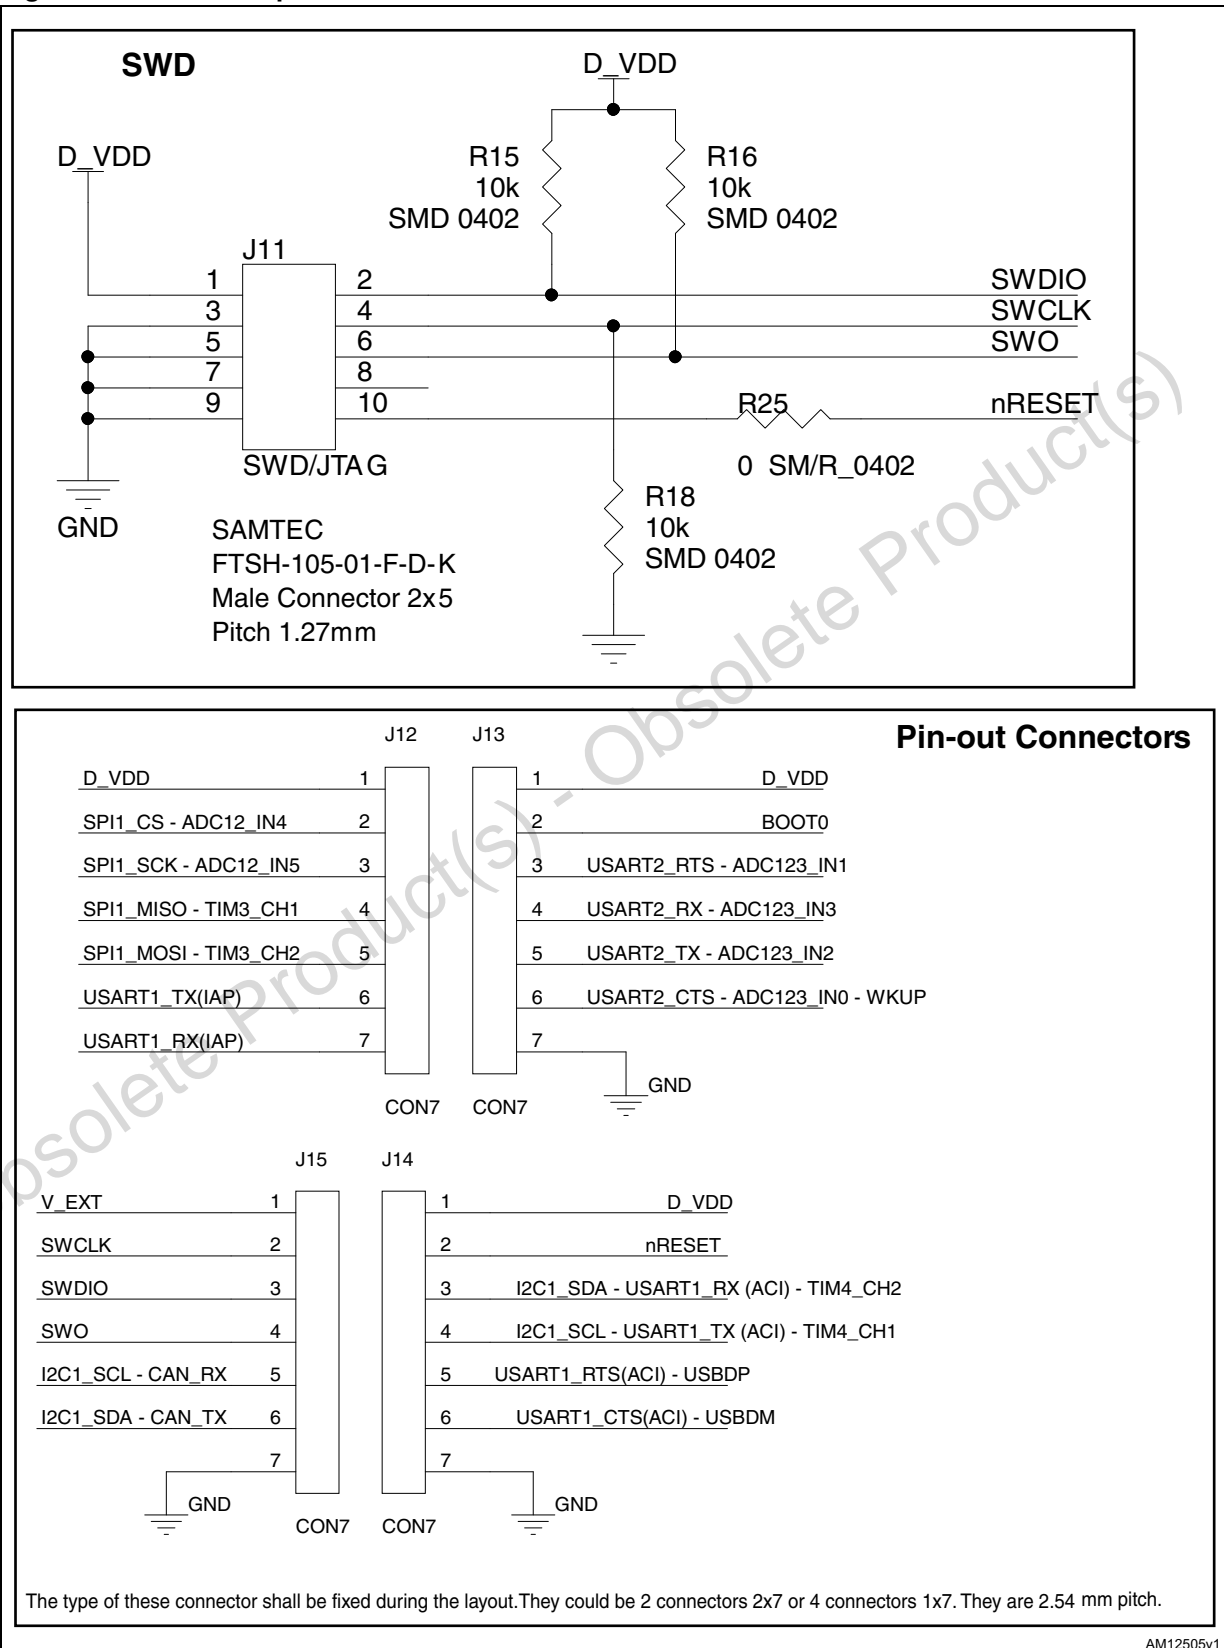 SWD
D_VDD
D_VDD
R15
10k
SMD 0402
R16
10k
SMD 0402
J11
1 2 SWDIO
3 4 SWCLK
5 6 SWO
7 8
9 10 R25 nRESET
SWD/JTAG
0 SM/R_0402
GND
R18
10k
SMD 0402
SAMTEC
FTSH-105-01-F-D-K
Male Connector 2x5
Pitch 1.27mm
Pin-out Connectors
J12 J13
D_VDD 1 1 D_VDD
SPI1_CS - ADC12_IN4 2 2 BOOT0
SPI1_SCK - ADC12_IN5 3 3 USART2_RTS - ADC123_IN1
SPI1_MISO - TIM3_CH1 4 4 USART2_RX - ADC123_IN3
SPI1_MOSI - TIM3_CH2 5 5 USART2_TX - ADC123_IN2
USART1_TX(IAP) 6 6 USART2_CTS - ADC123_IN0 - WKUP
USART1_RX(IAP) 7 7
GND
CON7 CON7
J15 J14
V_EXT 1 1 D_VDD
SWCLK 2 2 nRESET
SWDIO 3 3 I2C1_SDA - USART1_RX (ACI) - TIM4_CH2
SWO 4 4 I2C1_SCL - USART1_TX (ACI) - TIM4_CH1
I2C1_SCL - CAN_RX 5 5 USART1_RTS(ACI) - USBDP
I2C1_SDA - CAN_TX 6 6 USART1_CTS(ACI) - USBDM
7 7
GND GND
CON7 CON7
The type of these connector shall be fixed during the layout.They could be 2 connectors 2x7 or 4 connectors 1x7. They are 2.54 mm pitch.
AM12505v1
bsolete Product(s) - Obsolete Product(s)